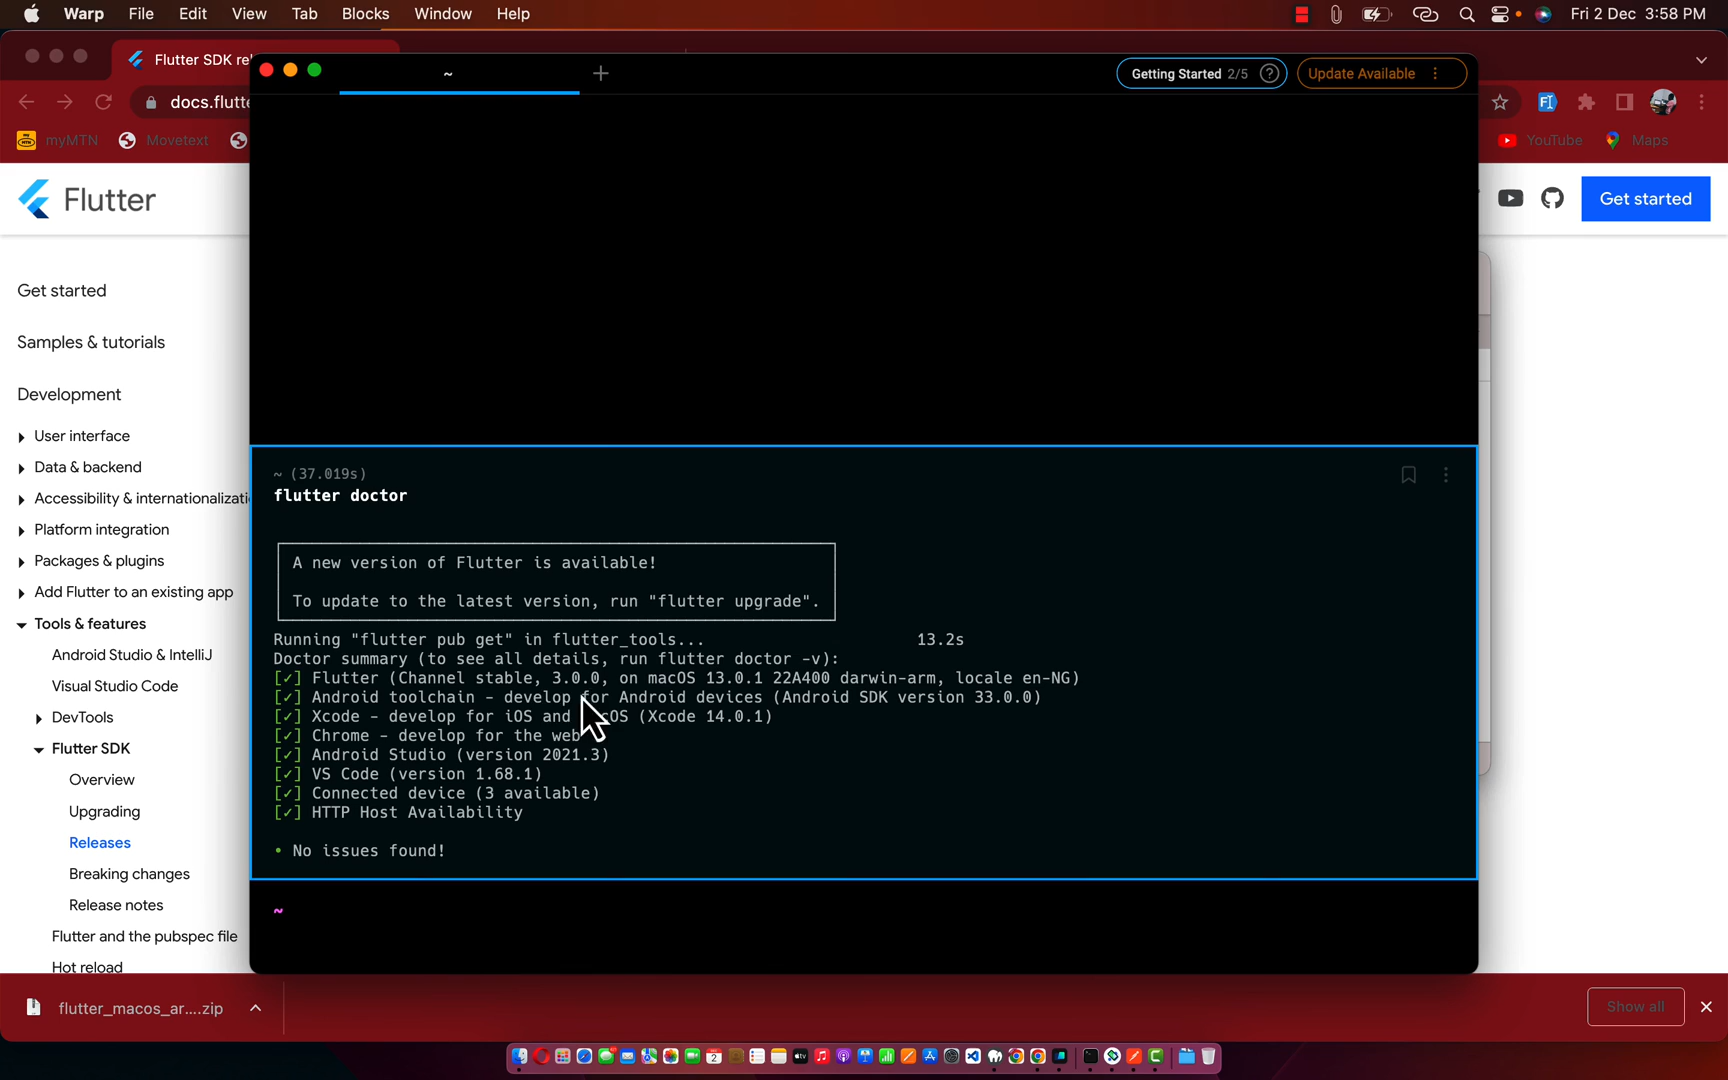 Warp File Edit View Tab Blocks Window Help
Fri 2 Dec 3:58 PM
Flutter SDK re
~
Getting Started 2/5
Update Available
docs.flutte
myMTN
Movetext
YouTube
Maps
Flutter
Get started
Get started
Samples & tutorials
Development
User interface
Data & backend
Accessibility & internationalizati
Platform integration
Packages & plugins
Add Flutter to an existing app
Tools & features
Android Studio & IntelliJ
Visual Studio Code
DevTools
Flutter SDK
Overview
Upgrading
Releases
Breaking changes
Release notes
Flutter and the pubspec file
Hot reload
~ (37.019s)
flutter doctor
A new version of Flutter is available!
To update to the latest version, run "flutter upgrade".
Running "flutter pub get" in flutter_tools... 13.2s
Doctor summary (to see all details, run flutter doctor -v):
[✓] Flutter (Channel stable, 3.0.0, on macOS 13.0.1 22A400 darwin-arm, locale en-NG)
[✓] Android toolchain - develop for Android devices (Android SDK version 33.0.0)
[✓] Xcode - develop for iOS and cOS (Xcode 14.0.1)
[✓] Chrome - develop for the web
[✓] Android Studio (version 2021.3)
[✓] VS Code (version 1.68.1)
[✓] Connected device (3 available)
[✓] HTTP Host Availability
• No issues found!
~
flutter_macos_ar....zip
Show all